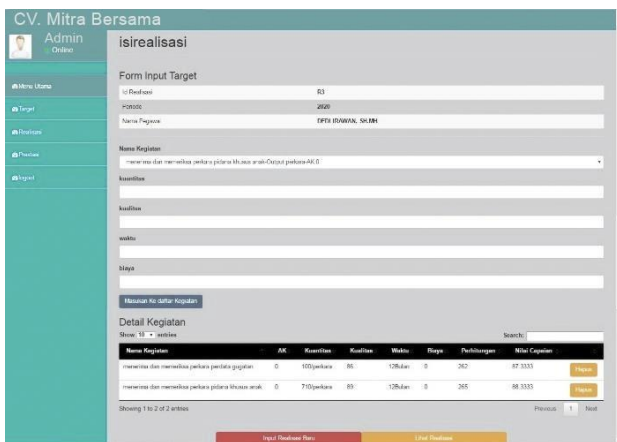 CV. Mitra Bersama
Admin
Online
Menu Utama
Target
Realisasi
Prestasi
logout
isirealisasi
Form Input Target
Id Realisasi R3
Periode 2020
Nama Pegawai DEDI IRAWAN, SH.MH
Nama Kegiatan
menerima dan memeriksa perkara pidana khusus anak-Output perkara-AK:0
kuantitas
kualitas
waktu
biaya
Masukan Ke daftar Kegiatan
Detail Kegiatan
Show 10 entries Search:
Nama Kegiatan AK Kuantitas Kualitas Waktu Biaya Perhitungan Nilai Capaian
menerima dan memeriksa perkara perdata gugatan 0 100/perkara 86 12Bulan 0 262 87.3333 Hapus
menerima dan memeriksa perkara pidana khusus anak 0 710/perkara 89 12Bulan 0 265 88.3333 Hapus
Showing 1 to 2 of 2 entries Previous 1 Next
Input Realisasi Baru Lihat Realisasi